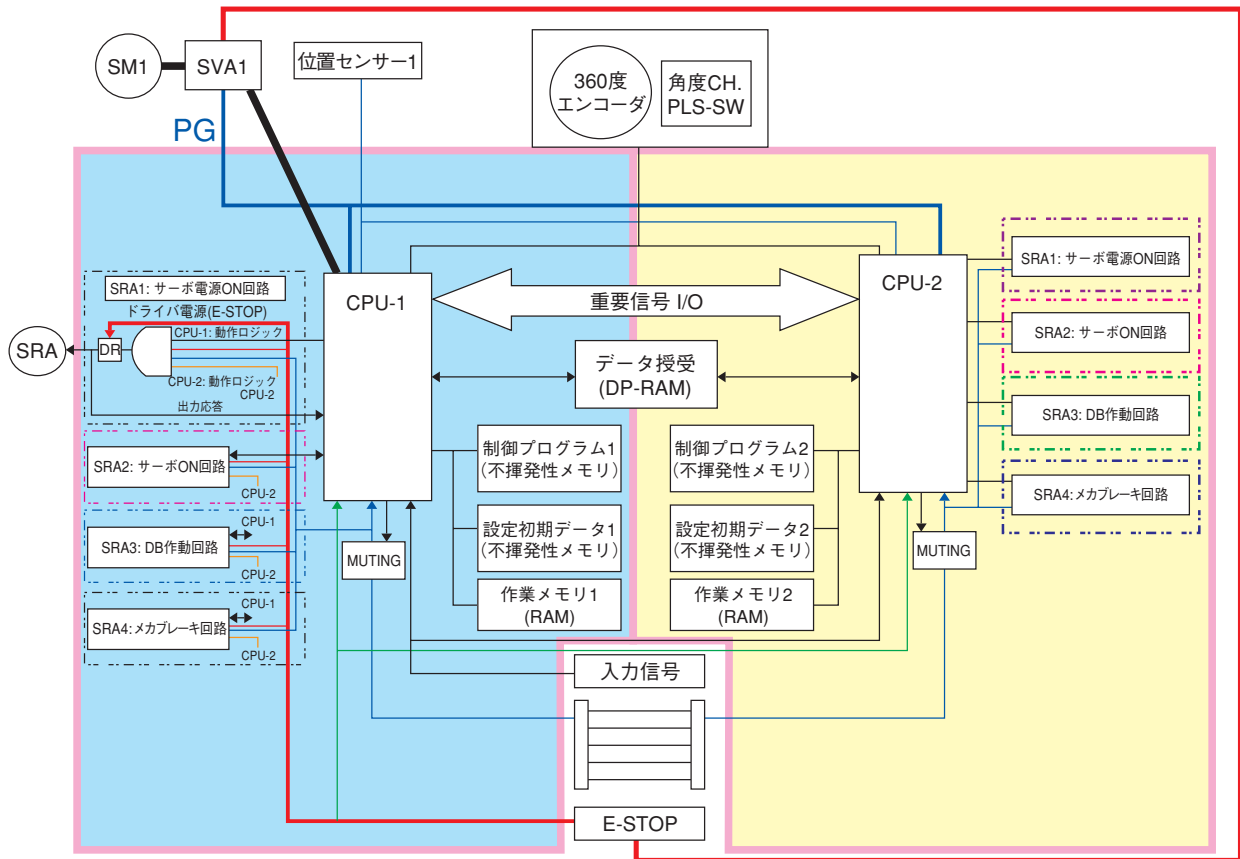 SM1
SVA1
位置センサー1
360度
エンコーダ
角度CH.
PLS-SW
PG
SRA1: サーボ電源ON回路
ドライバ電源(E-STOP)
CPU-1: 動作ロジック
DR
SRA
CPU-2: 動作ロジック
CPU-2
出力応答
SRA2: サーボON回路
CPU-2
CPU-1
SRA3: DB作動回路
CPU-2
CPU-1
SRA4:メカブレーキ回路
CPU-2
CPU-1
重要信号 I/O
データ授受
(DP-RAM)
制御プログラム1
(不揮発性メモリ)
設定初期データ1
(不揮発性メモリ)
作業メモリ1
(RAM)
MUTING
制御プログラム2
(不揮発性メモリ)
設定初期データ2
(不揮発性メモリ)
作業メモリ2
(RAM)
CPU-2
MUTING
SRA1: サーボ電源ON回路
SRA2: サーボON回路
SRA3: DB作動回路
SRA4:メカブレーキ回路
入力信号
E-STOP